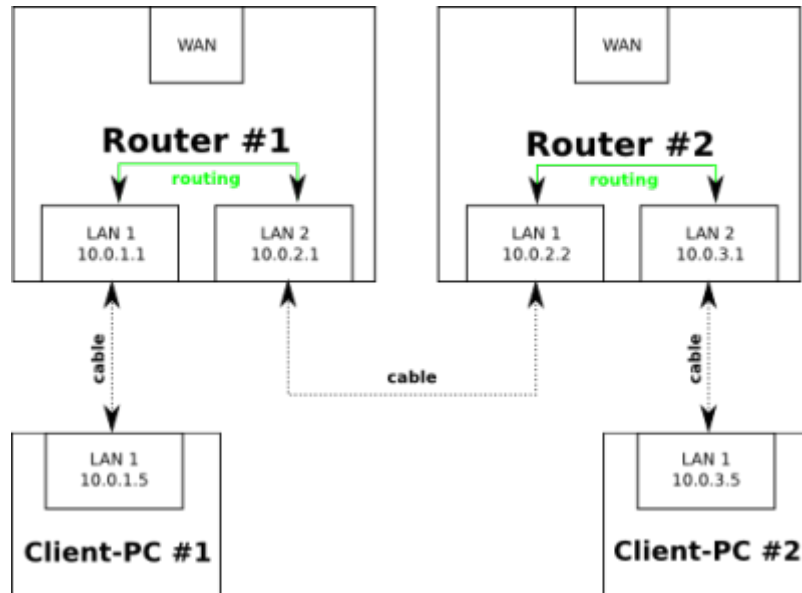 WAN
Router #1
routing
LAN 1
10.0.1.1
LAN 2
10.0.2.1
WAN
Router #2
routing
LAN 1
10.0.2.2
LAN 2
10.0.3.1
cable
cable
cable
LAN 1
10.0.1.5
Client-PC #1
LAN 1
10.0.3.5
Client-PC #2